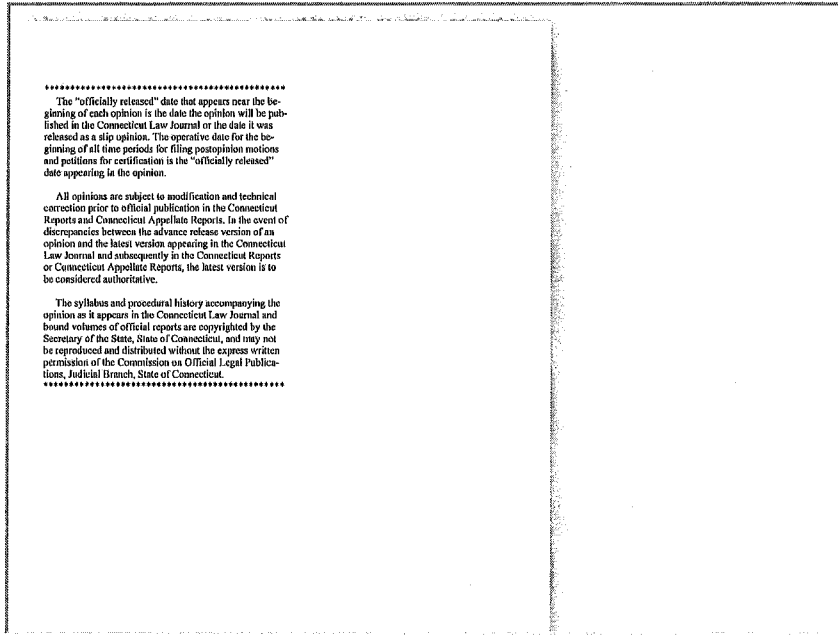 **********************************************
The "officially released" date that appears near the be-
ginning of each opinion is the date the opinion will be pub-
lished in the Connecticut Law Journal or the date it was
released as a slip opinion. The operative date for the be-
ginning of all time periods for filing postopinion motions
and petitions for certification is the "officially released"
date appearing in the opinion.
All opinions are subject to modification and technical
correction prior to official publication in the Connecticut
Reports and Connecticut Appellate Reports. In the event of
discrepancies between the advance release version of an
opinion and the latest version appearing in the Connecticut
Law Journal and subsequently in the Connecticut Reports
or Connecticut Appellate Reports, the latest version is to
be considered authoritative.
The syllabus and procedural history accompanying the
opinion as it appears in the Connecticut Law Journal and
bound volumes of official reports are copyrighted by the
Secretary of the State, State of Connecticut, and may not
be reproduced and distributed without the express written
permission of the Commission on Official Legal Publica-
tions, Judicial Branch, State of Connecticut.
**********************************************